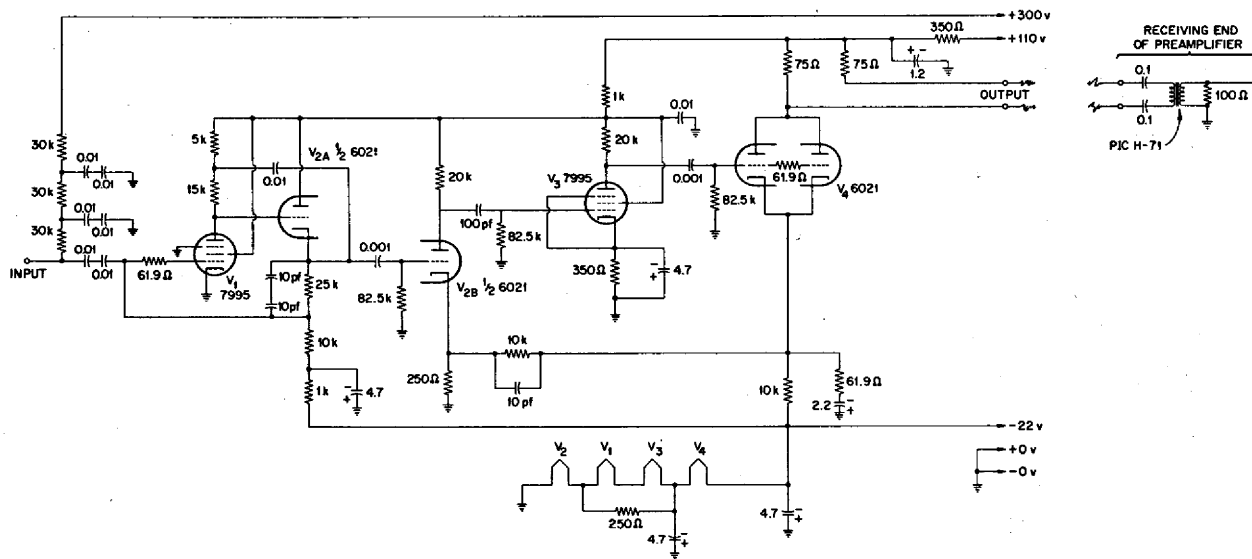 +300v
350Ω
+110v
+ -
1.2
75Ω
75Ω
OUTPUT
RECEIVING END
OF PREAMPLIFIER
0.1
0.1
100Ω
PIC H-71
1k
0.01
30k
5k
V2A ½ 6021
20k
V3 7995
0.01
0.01
30k
15k
0.01
20k
0.001
61.9Ω
V4 6021
0.01
0.01
30k
100pf
82.5k
82.5k
0.01
0.01
INPUT
61.9Ω
V1
7995
10pf
10pf
25k
0.001
82.5k
V2B ½ 6021
350Ω
-
+
4.7
10k
10k
10pf
250Ω
1k
-
+
4.7
10k
61.9Ω
2.2
-
+
-22v
V2
V1
V3
V4
+0v
-0v
250Ω
4.7
-
+
4.7
-
+